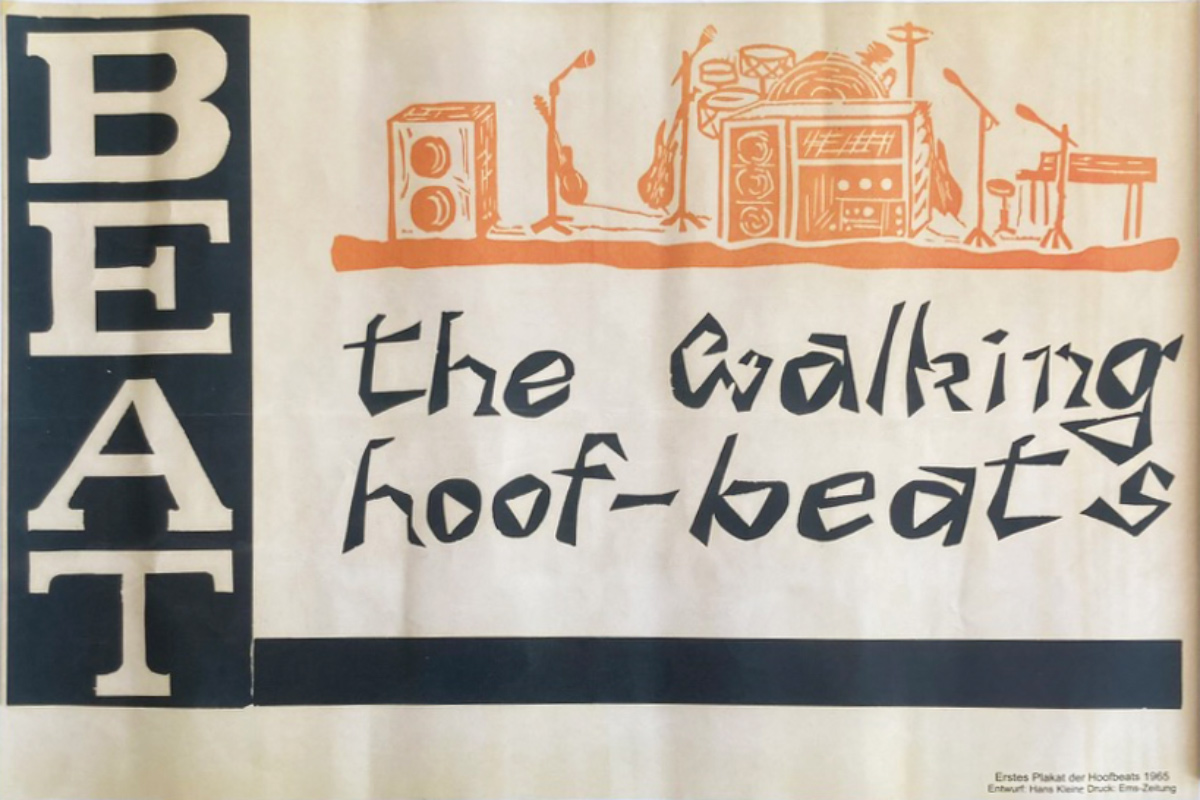 BEAT
the walking
hoof-beats
Erstes Plakat der Hoofbeats 1965
Entwurf: Hans Kleine Druck: Ems-Zeitung